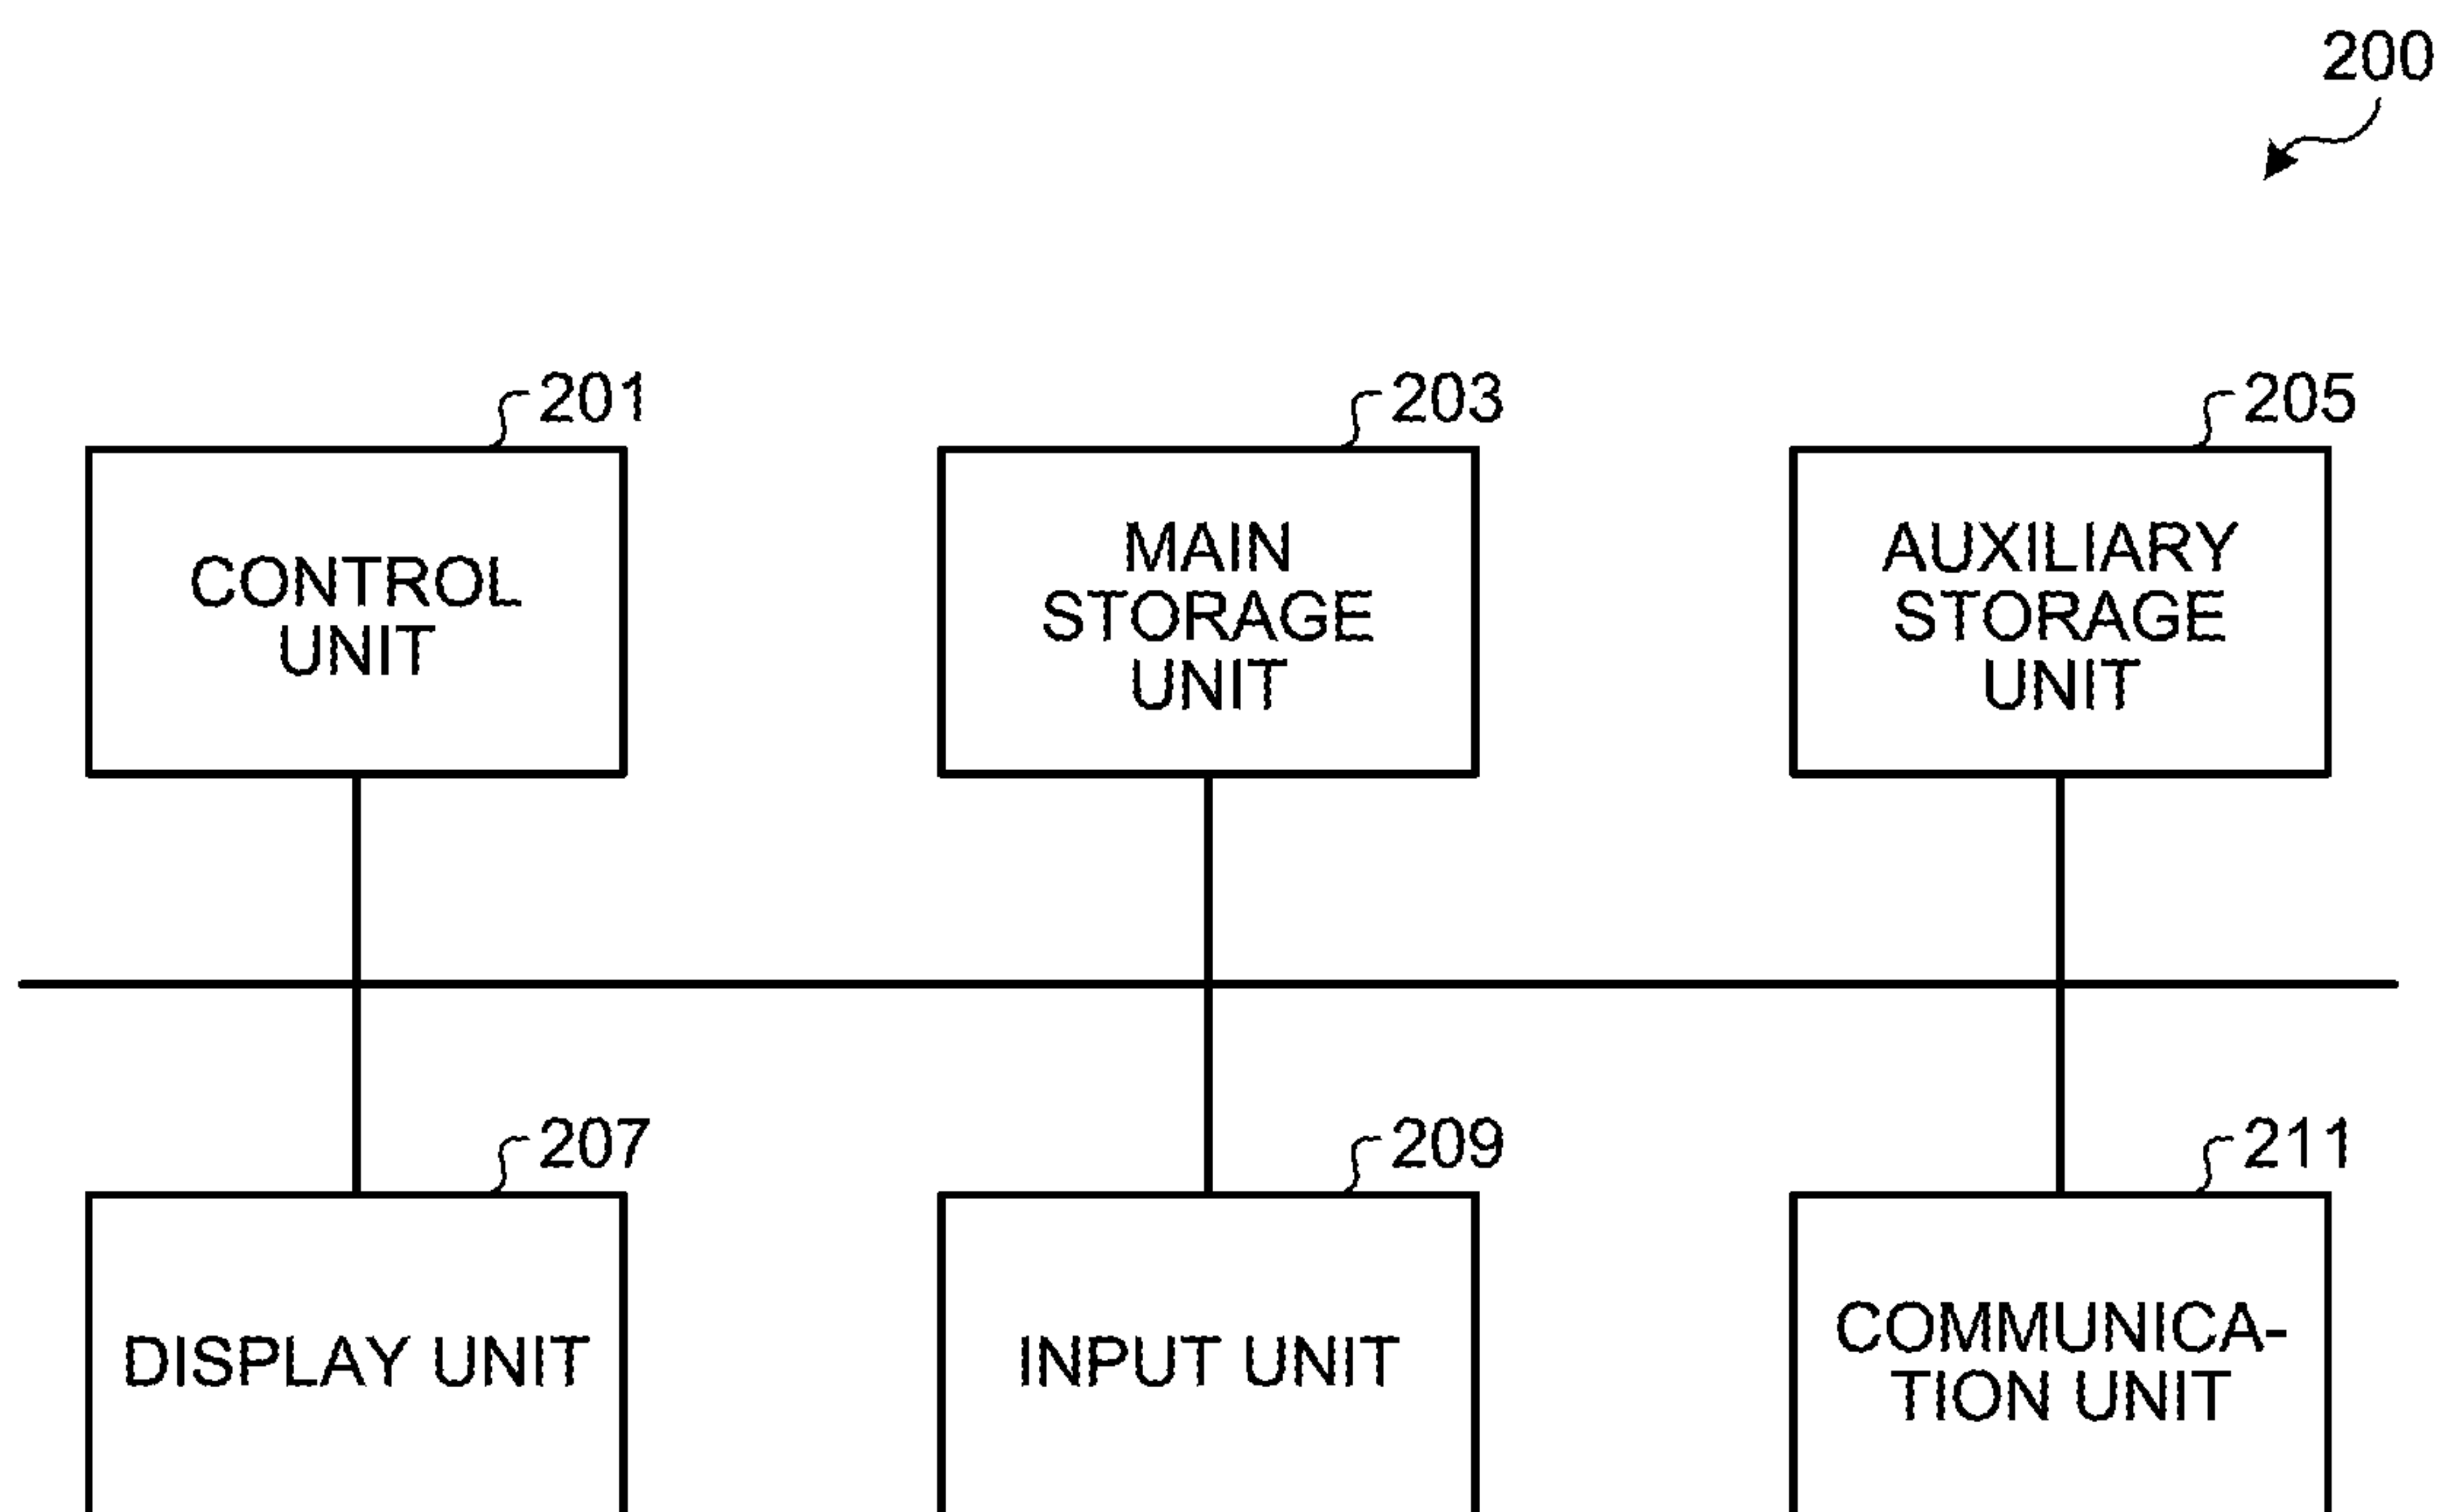 200
201
203
205
CONTROL
UNIT
MAIN
STORAGE
UNIT
AUXILIARY
STORAGE
UNIT
207
209
211
DISPLAY UNIT
INPUT UNIT
COMMUNICA-
TION UNIT